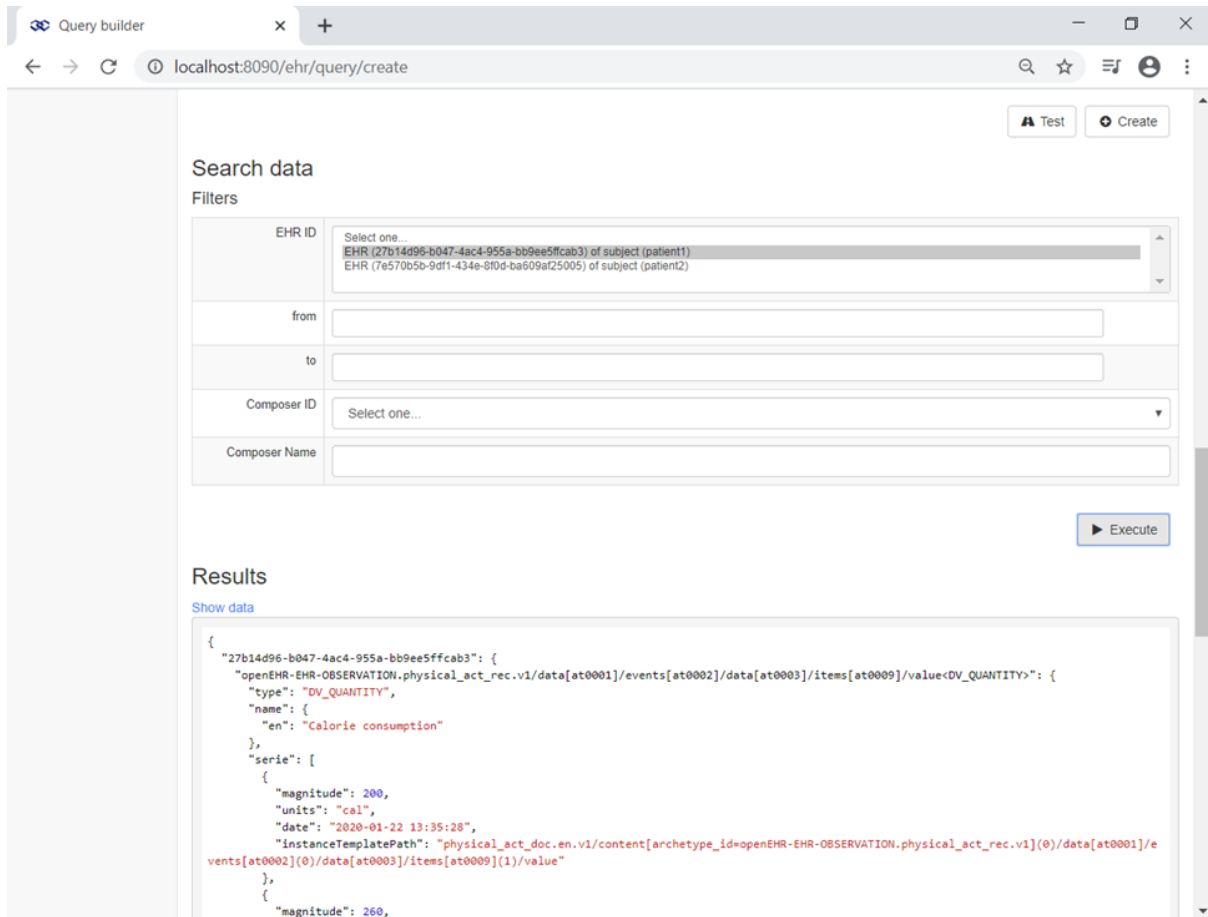 Query builder
localhost:8090/ehr/query/create
Test
Create
Search data
Filters
EHR ID
Select one...
EHR (27b14d96-b047-4ac4-955a-bb9ee5ffcab3) of subject (patient1)
EHR (7e570b5b-9df1-434e-8f0d-ba609af25005) of subject (patient2)
from
to
Composer ID
Select one...
Composer Name
Execute
Results
Show data
{
"27b14d96-b047-4ac4-955a-bb9ee5ffcab3": {
"openEHR-EHR-OBSERVATION.physical_act_rec.v1/data[at0001]/events[at0002]/data[at0003]/items[at0009]/value<DV_QUANTITY>": {
"type": "DV_QUANTITY",
"name": {
"en": "Calorie consumption"
},
"serie": [
{
"magnitude": 200,
"units": "cal",
"date": "2020-01-22 13:35:28",
"instanceTemplatePath": "physical_act_doc.en.v1/content[archetype_id=openEHR-EHR-OBSERVATION.physical_act_rec.v1](0)/data[at0001]/e
vents[at0002](0)/data[at0003]/items[at0009](1)/value"
},
{
"magnitude": 260,